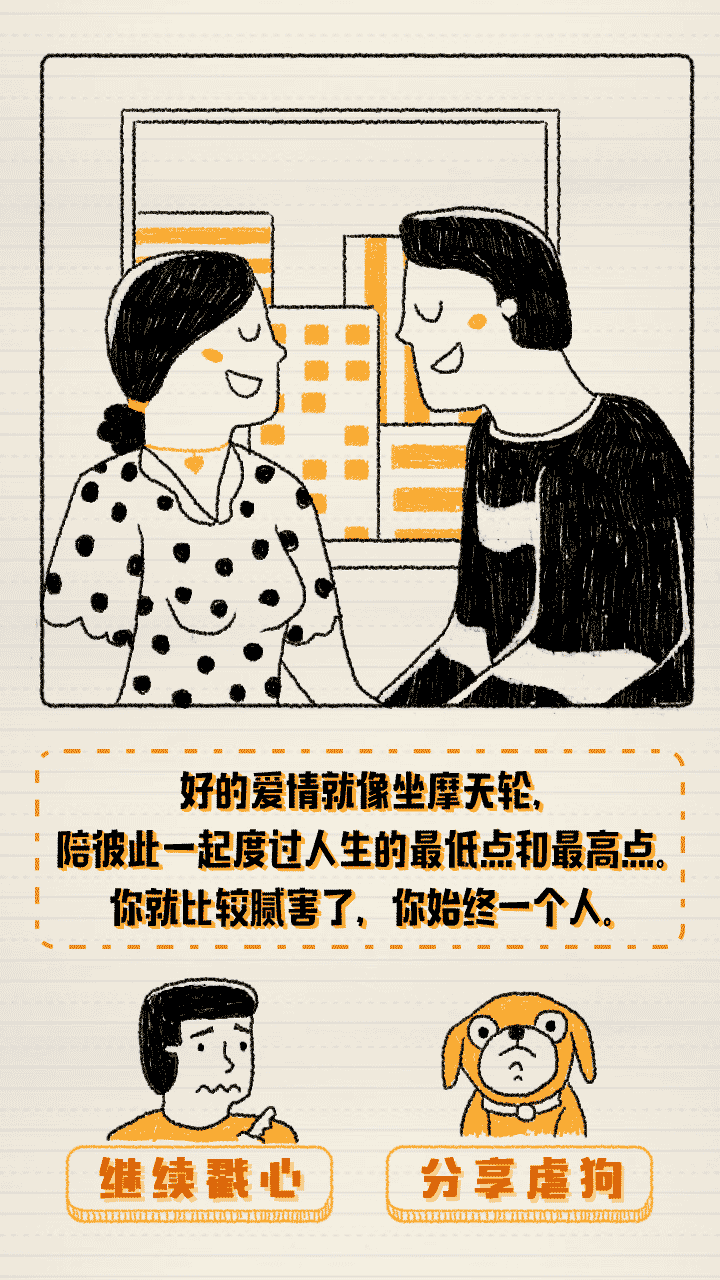 好的爱情就像坐摩天轮,
陪彼此一起度过人生的最低点和最高点。
你就比较腻害了,你始终一个人。
继续戳心
分享虐狗